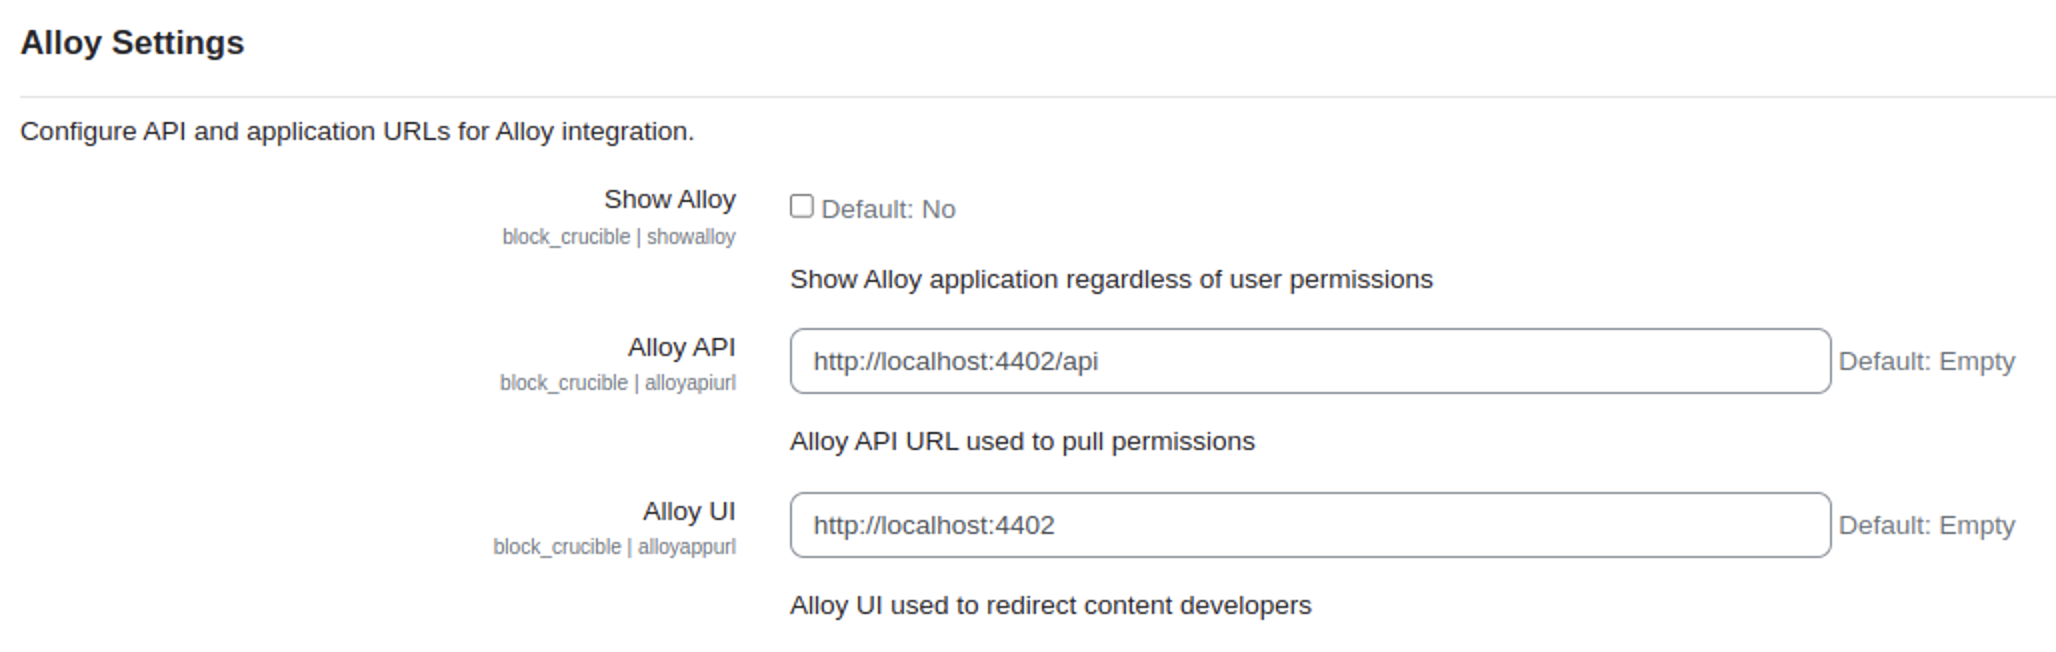 Alloy Settings
Configure API and application URLs for Alloy integration.
Show Alloy
block_crucible | showalloy
Default: No
Show Alloy application regardless of user permissions
Alloy API
block_crucible | alloyapiurl
http://localhost:4402/api
Default: Empty
Alloy API URL used to pull permissions
Alloy UI
block_crucible | alloyappurl
http://localhost:4402
Default: Empty
Alloy UI used to redirect content developers